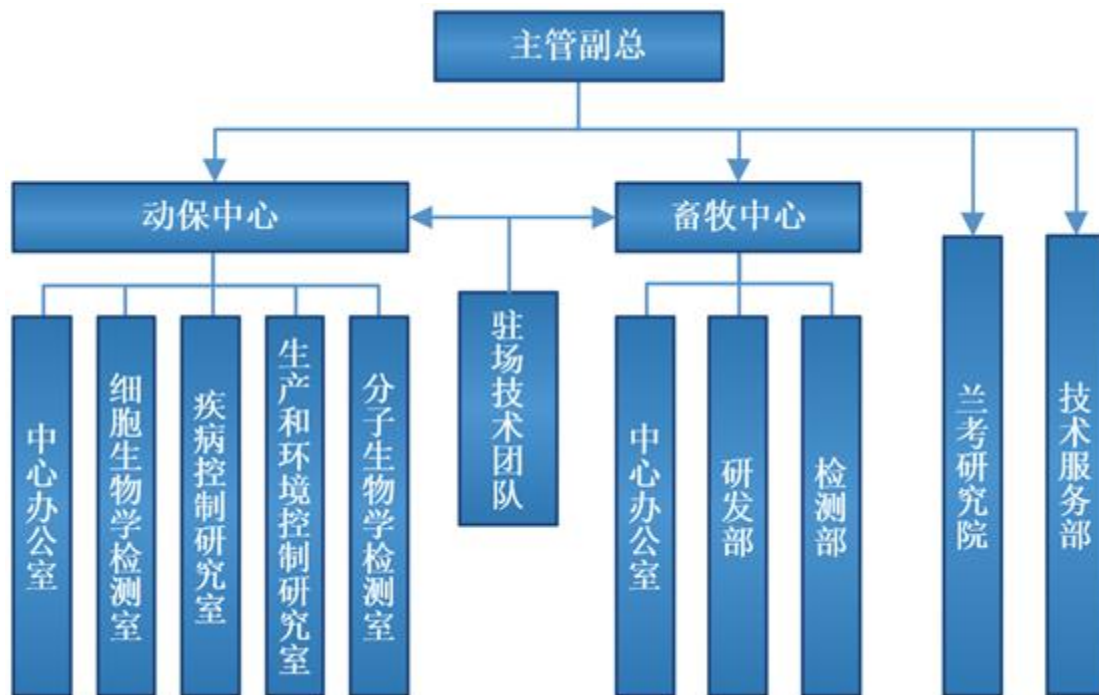 主管副总
动保中心
畜牧中心
中心办公室
细胞生物学检测室
疾病控制研究室
生产和环境控制研究室
分子生物学检测室
驻场技术团队
中心办公室
研发部
检测部
兰考研究院
技术服务部